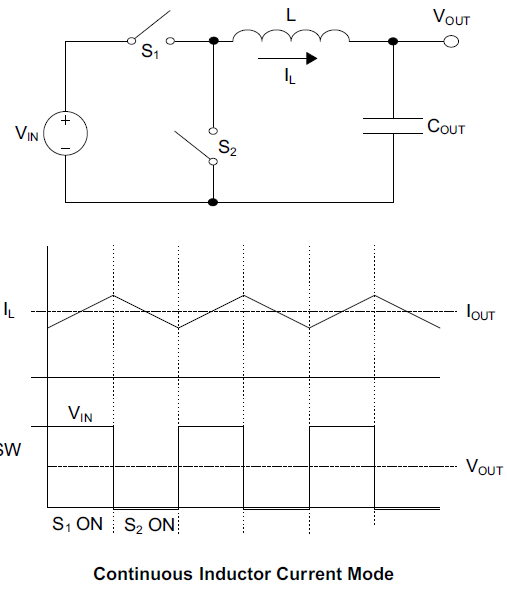 L
VOUT
S1
IL
VIN
+
−
S2
COUT
IL
IOUT
VIN
SW
VOUT
S1 ON
S2 ON
Continuous Inductor Current Mode